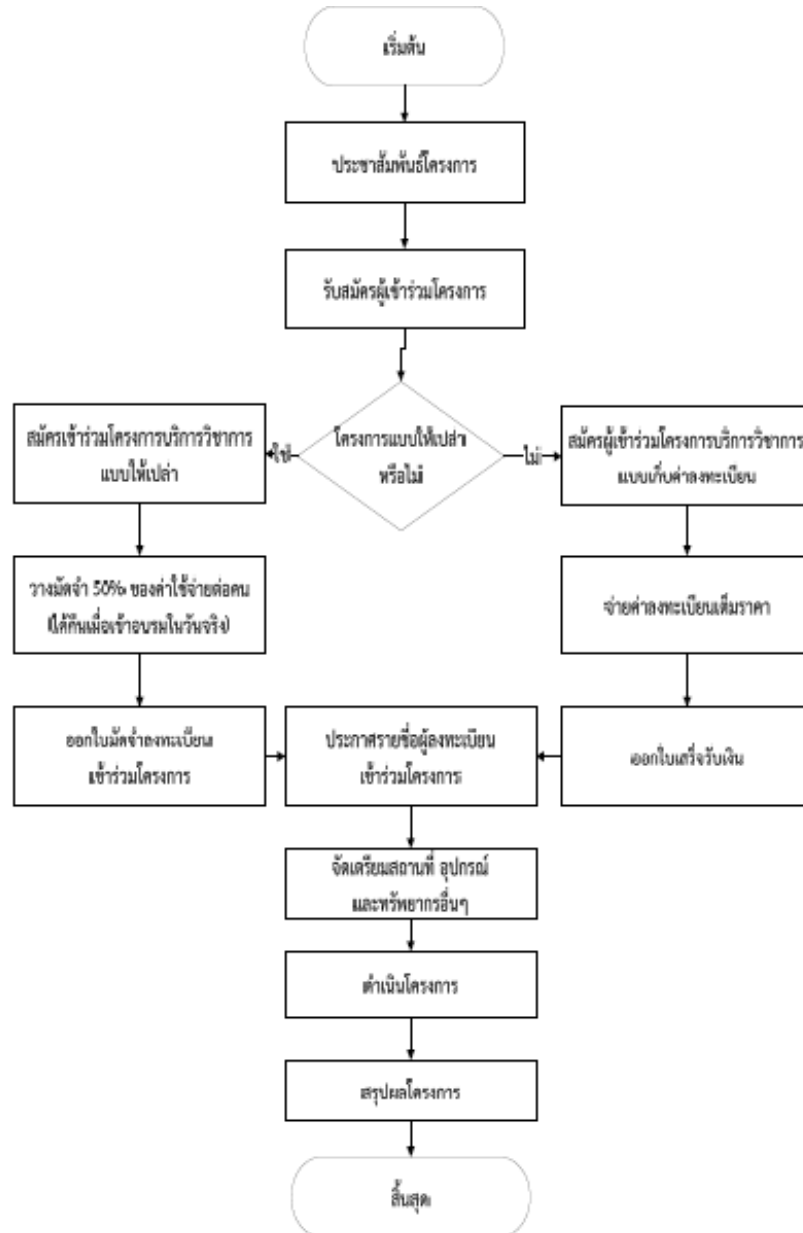 เริ่มต้น
ประชาสัมพันธ์โครงการ
รับสมัครผู้เข้าร่วมโครงการ
โครงการแบบให้เปล่า
หรือไม่
ใช่
ไม่
สมัครเข้าร่วมโครงการบริการวิชาการ
แบบให้เปล่า
สมัครผู้เข้าร่วมโครงการบริการวิชาการ
แบบเก็บค่าลงทะเบียน
วางมัดจำ 50% ของค่าใช้จ่ายต่อคน
(ได้คืนเมื่อเข้าอบรมในวันจริง)
จ่ายค่าลงทะเบียนเต็มราคา
ออกใบมัดจำลงทะเบียน
เข้าร่วมโครงการ
ประกาศรายชื่อผู้ลงทะเบียน
เข้าร่วมโครงการ
ออกใบเสร็จรับเงิน
จัดเตรียมสถานที่ อุปกรณ์
และทรัพยากรอื่นๆ
ดำเนินโครงการ
สรุปผลโครงการ
สิ้นสุด